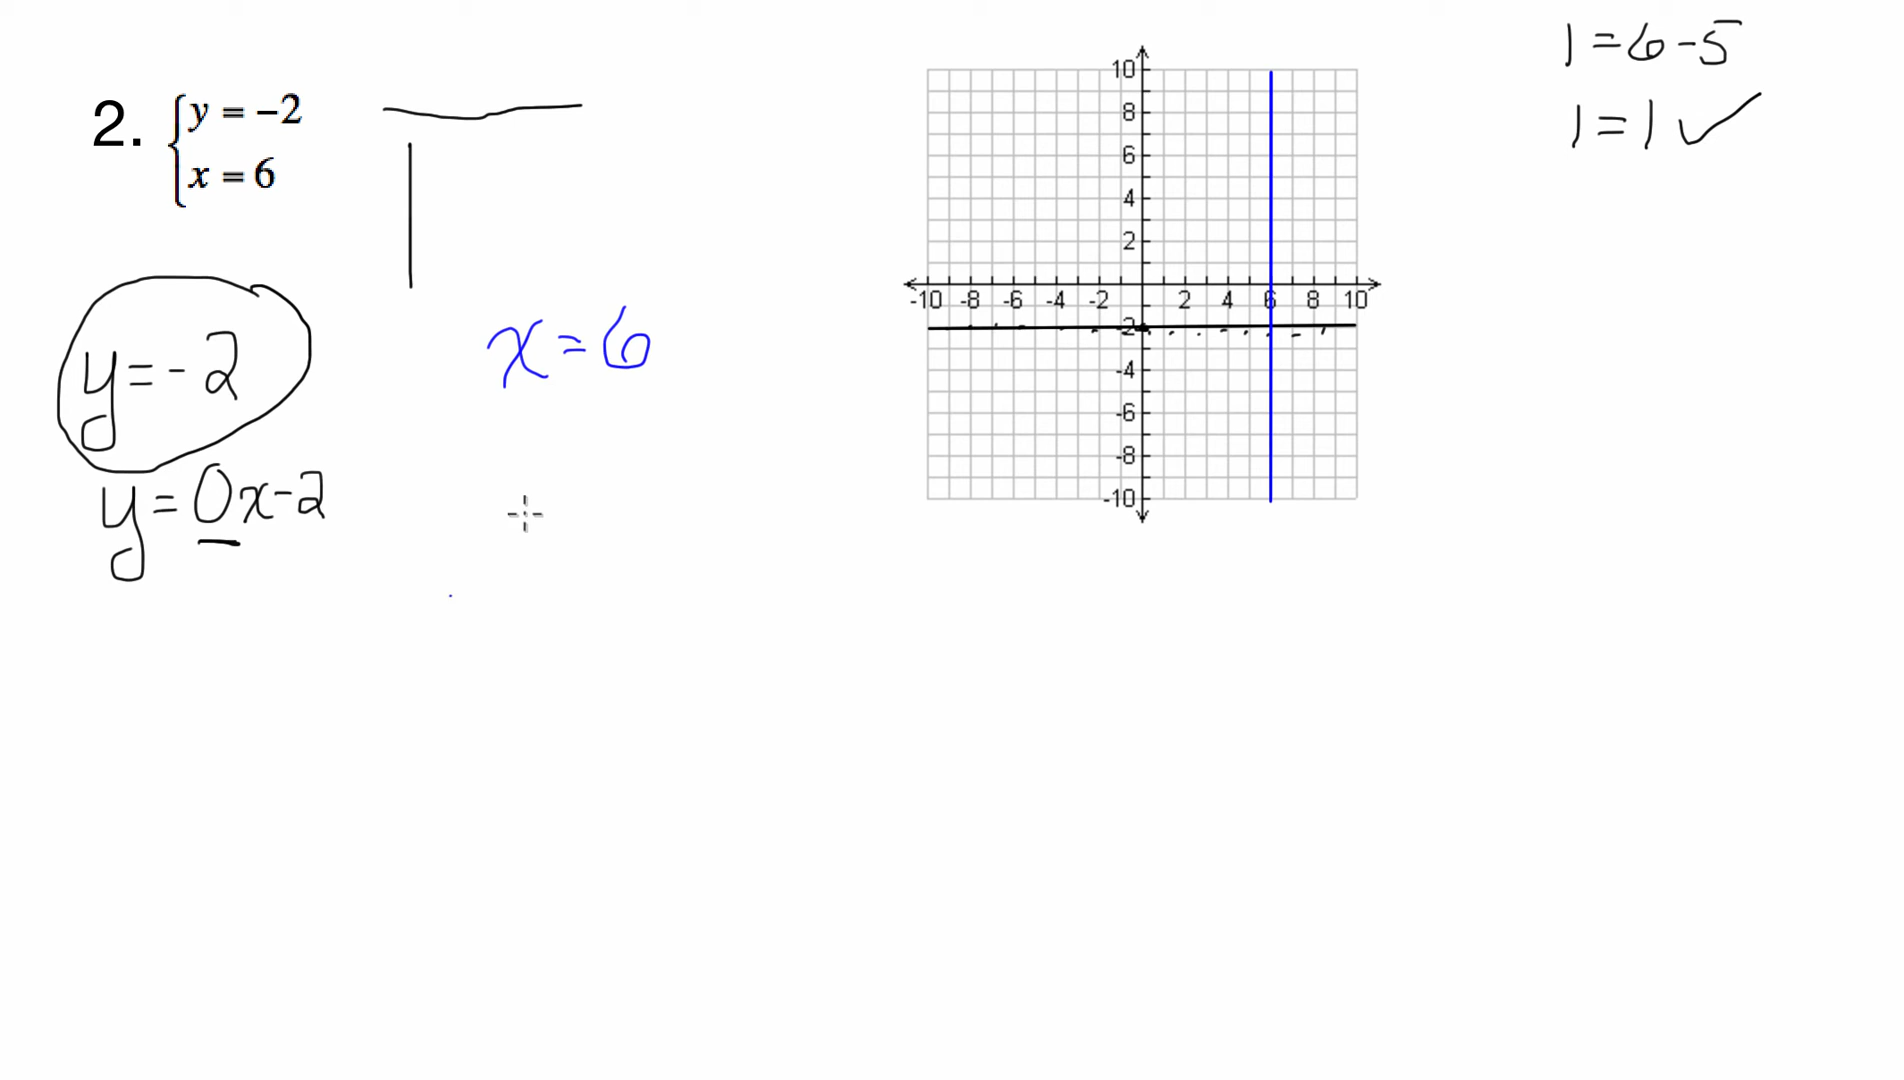 2. y = -2
x = 6
y = -2
y = 0x - 2
x = 6
10
8
6
4
2
-10 -8 -6 -4 -2 2 4 6 8 10
-2
-4
-6
-8
-10
1 = 6 - 5
1 = 1 ✓